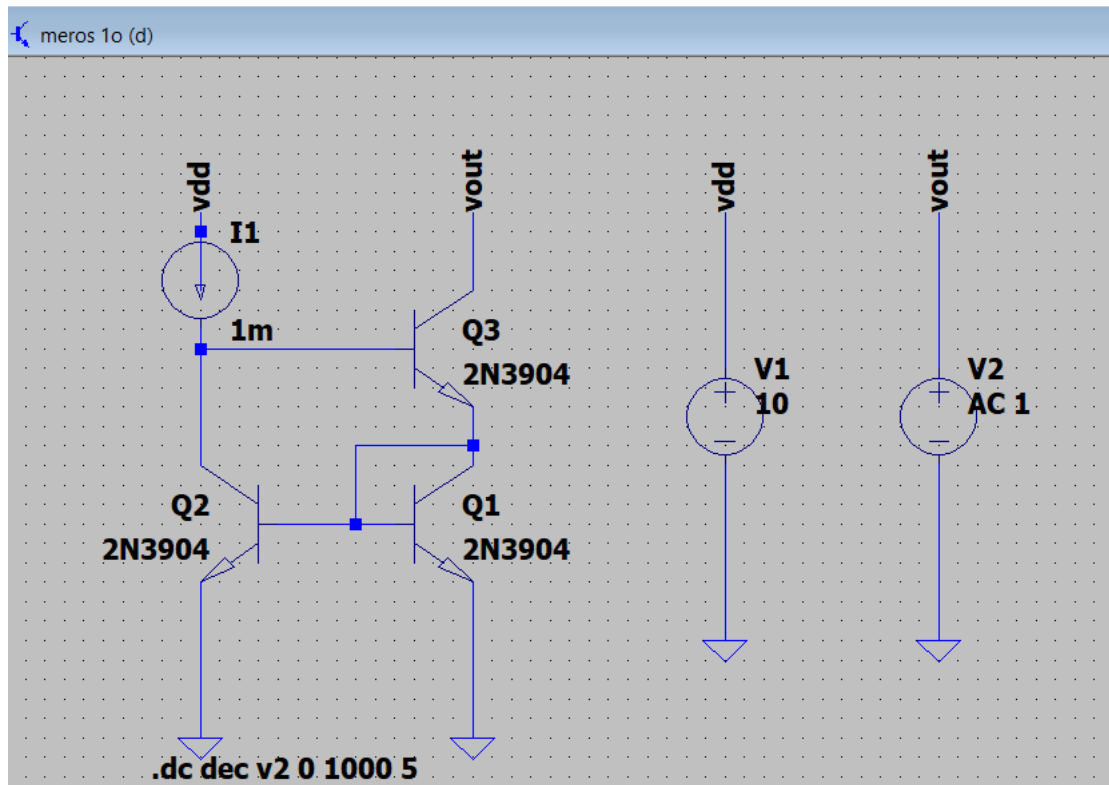 meros 1o (d)
vdd
vout
vdd
vout
I1
1m
Q3
2N3904
V1
10
V2
AC 1
Q2
2N3904
Q1
2N3904
.dc dec v2 0 1000 5